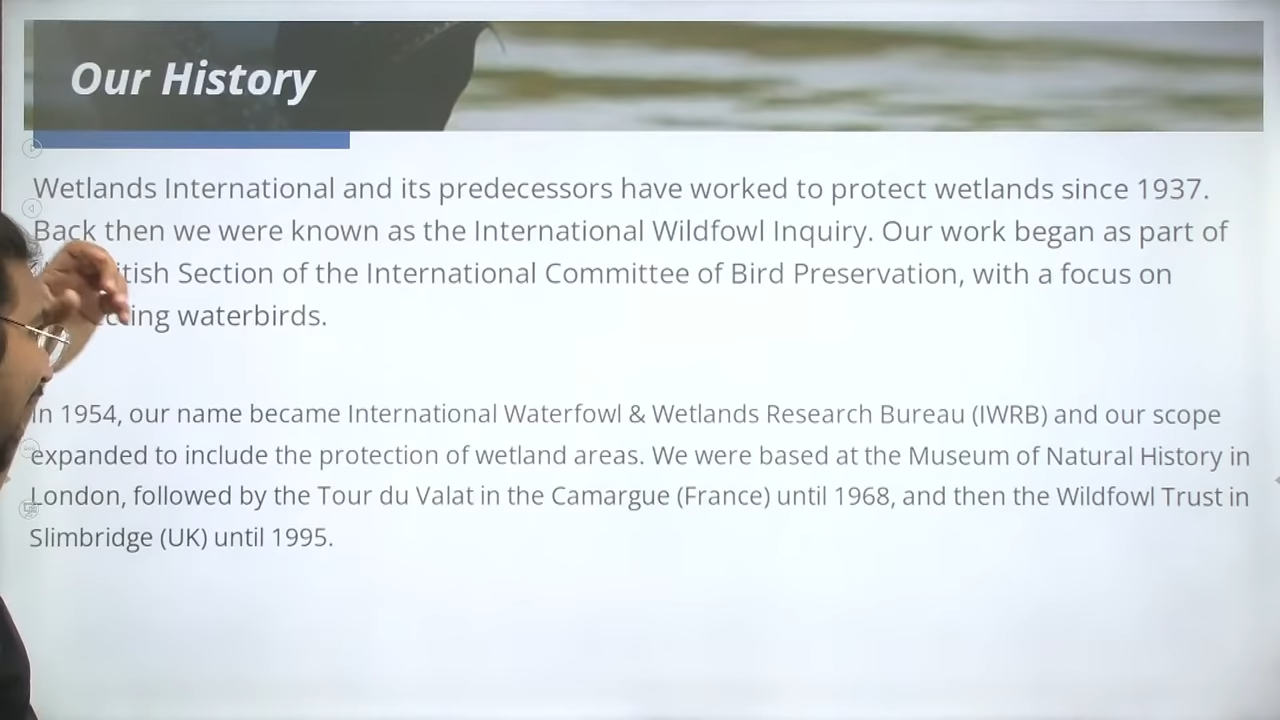 Our History
Wetlands International and its predecessors have worked to protect wetlands since 1937.
Back then we were known as the International Wildfowl Inquiry. Our work began as part of
Section of the International Committee of Bird Preservation, with a focus on
waterbirds.
In 1954, our name became International Waterfowl & Wetlands Research Bureau (IWRB) and our scope
expanded to include the protection of wetland areas. We were based at the Museum of Natural History in
London, followed by the Tour du Valat in the Camargue (France) until 1968, and then the Wildfowl Trust in
Slimbridge (UK) until 1995.